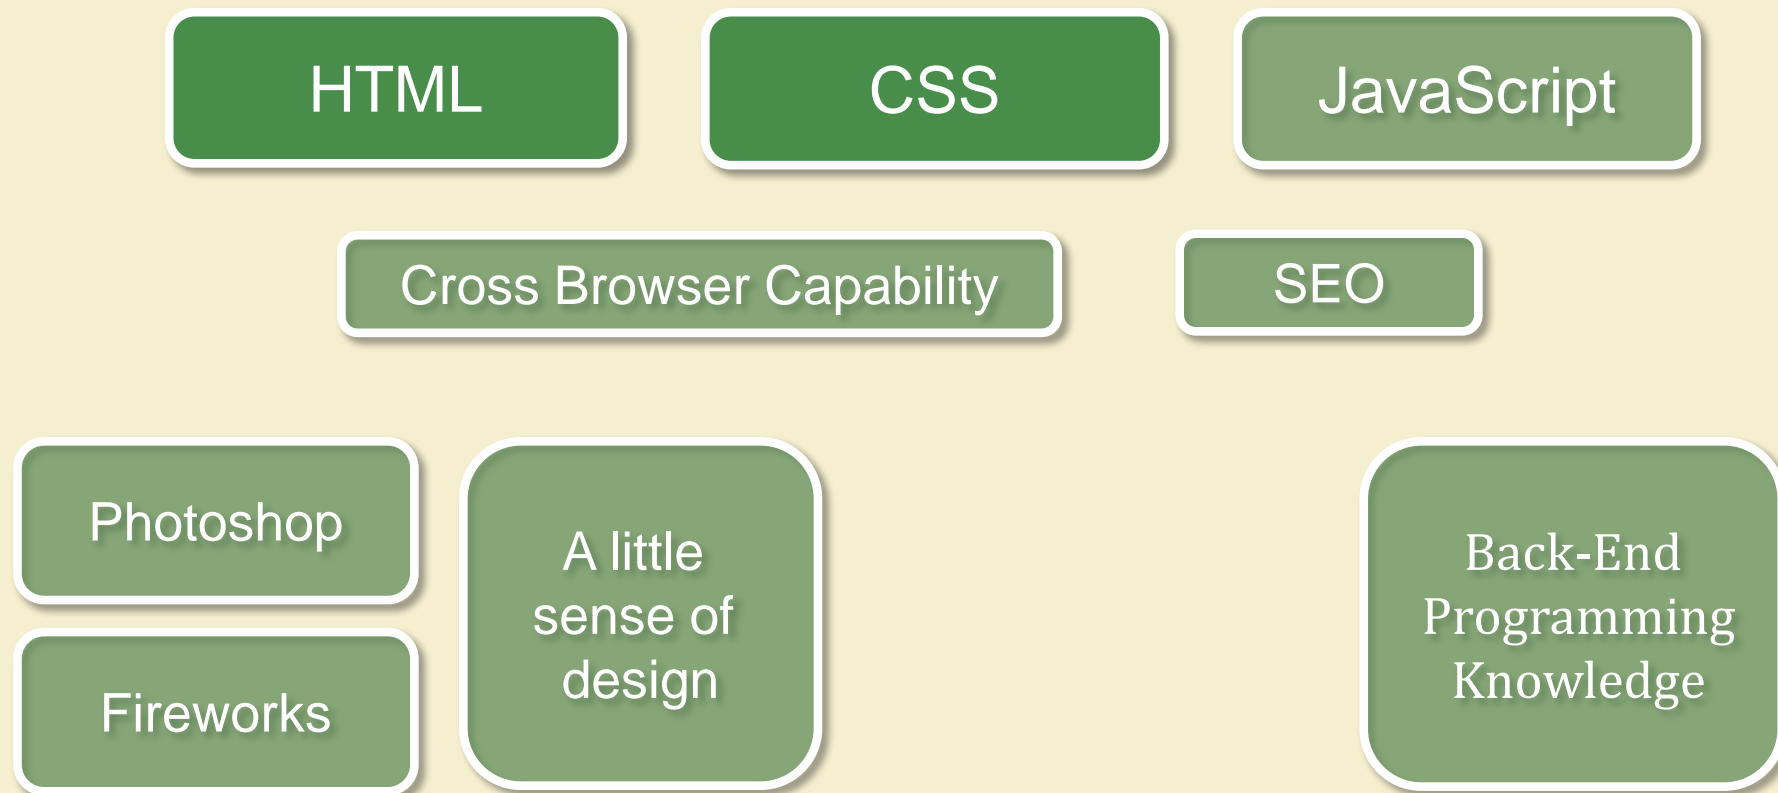 HTML
CSS
JavaScript
Cross Browser Capability
SEO
Photoshop
Fireworks
A little
sense of
design
Back-End
Programming
Knowledge